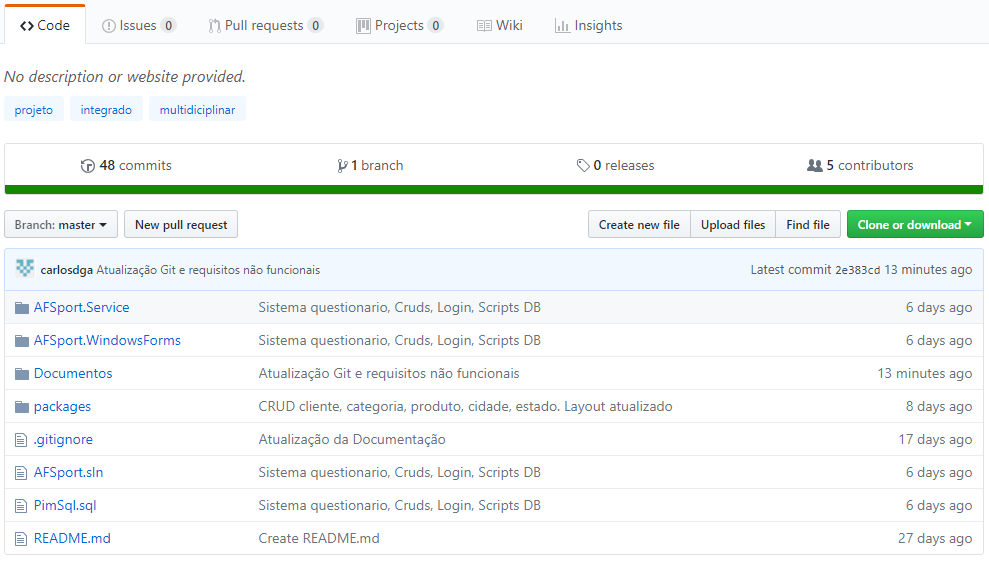 Code Issues 0 Pull requests 0 Projects 0 Wiki Insights
No description or website provided.
projeto integrado multidiciplinar
48 commits 1 branch 0 releases 5 contributors
Branch: master New pull request Create new file Upload files Find file Clone or download
carlosdga Atualização Git e requisitos não funcionais Latest commit 2e383cd 13 minutes ago
AFSport.Service Sistema questionario, Cruds, Login, Scripts DB 6 days ago
AFSport.WindowsForms Sistema questionario, Cruds, Login, Scripts DB 6 days ago
Documentos Atualização Git e requisitos não funcionais 13 minutes ago
packages CRUD cliente, categoria, produto, cidade, estado. Layout atualizado 8 days ago
.gitignore Atualização da Documentação 17 days ago
AFSport.sln Sistema questionario, Cruds, Login, Scripts DB 6 days ago
PimSql.sql Sistema questionario, Cruds, Login, Scripts DB 6 days ago
README.md Create README.md 27 days ago